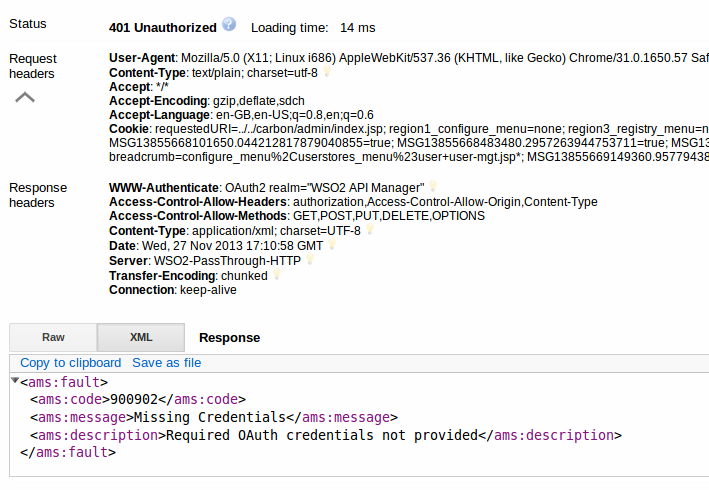 Status
401 Unauthorized ? Loading time: 14 ms
Request
headers
User-Agent: Mozilla/5.0 (X11; Linux i686) AppleWebKit/537.36 (KHTML, like Gecko) Chrome/31.0.1650.57 Saf
Content-Type: text/plain; charset=utf-8
Accept: */*
Accept-Encoding: gzip,deflate,sdch
Accept-Language: en-GB,en-US;q=0.8,en;q=0.6
Cookie: requestedURI=../../carbon/admin/index.jsp; region1_configure_menu=none; region3_registry_menu=n
MSG13855668101650.044212817879040855=true; MSG13855668483480.2957263944753711=true; MSG13
breadcrumb=configure_menu%2Cuserstores_menu%23user+user-mgt.jsp*; MSG13855669149360.95779438
Response
headers
WWW-Authenticate: OAuth2 realm="WSO2 API Manager"
Access-Control-Allow-Headers: authorization,Access-Control-Allow-Origin,Content-Type
Access-Control-Allow-Methods: GET,POST,PUT,DELETE,OPTIONS
Content-Type: application/xml; charset=UTF-8
Date: Wed, 27 Nov 2013 17:10:58 GMT
Server: WSO2-PassThrough-HTTP
Transfer-Encoding: chunked
Connection: keep-alive
Raw XML Response
Copy to clipboard Save as file
<ams:fault>
<ams:code>900902</ams:code>
<ams:message>Missing Credentials</ams:message>
<ams:description>Required OAuth credentials not provided</ams:description>
</ams:fault>